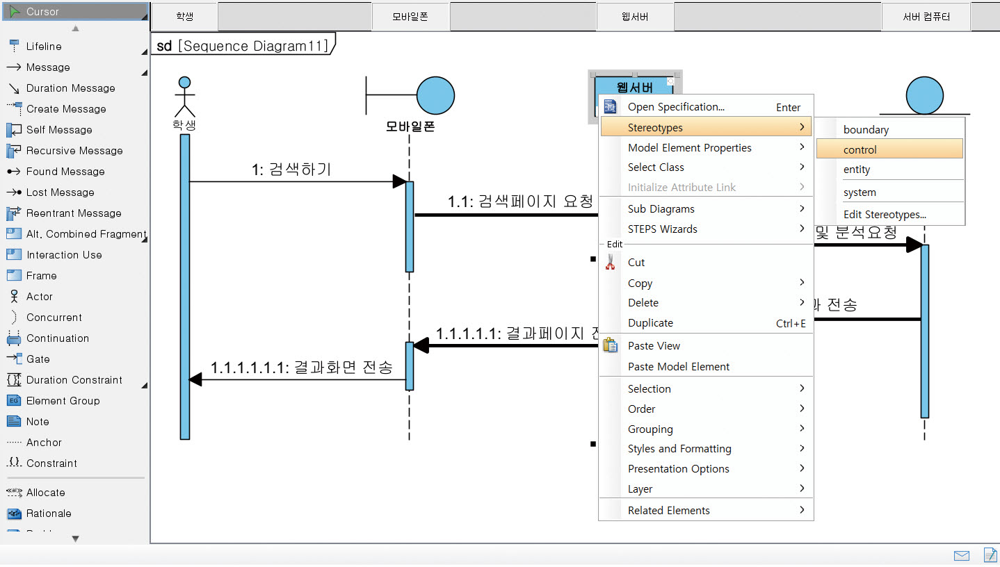 Cursor
Lifeline
Message
Duration Message
Create Message
Self Message
Recursive Message
Found Message
Lost Message
Reentrant Message
Alt. Combined Fragment
Interaction Use
Frame
Actor
Concurrent
Continuation
Gate
Duration Constraint
EG Element Group
Note
Anchor
Constraint
Allocate
Rationale
학생
모바일폰
웹서버
서버 컴퓨터
sd [Sequence Diagram11]
학생
모바일폰
웹서버
1: 검색하기
1.1: 검색페이지 요청
및 분석요청
전송
1.1.1.1.1: 결과페이지
1.1.1.1.1.1: 결과화면 전송
Open Specification... Enter
Stereotypes
Model Element Properties
Select Class
Initialize Attribute Link
Sub Diagrams
STEPS Wizards
Edit
Cut
Copy
Delete
Duplicate Ctrl+E
Paste View
Paste Model Element
Selection
Order
Grouping
Styles and Formatting
Presentation Options
Layer
Related Elements
boundary
control
entity
system
Edit Stereotypes...